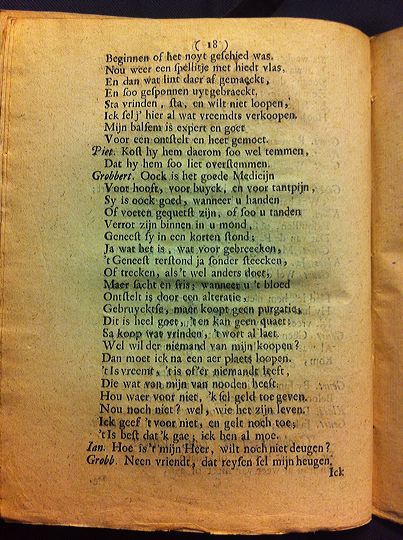 ( 18 )
Beginnen of het noyt geschied was.
Nou weer een spelltje met hiedt vlas,
En dan wat lint daer af gemaeckt,
En soo gesponnen uyt gebraeckt,
Sta vrinden, sta, en wilt niet loopen,
Ick sel j' hier al wat vreemdts verkoopen.
Mijn balsem is expert en goet
Voor een ontstelt en heet gemoet.
Piet. Kost hy hem daerom soo wel temmen,
Dat hy hem soo liet overstemmen.
Grobbert. Oock is het goede Medicijn
Voor hooft, voor buyck, en voor tantpijn,
Sy is oock goed, wanneer u handen
Of voeten gequetst zijn, of soo u tanden
Verrot zijn binnen in u mond,
Geneest sy in een korten stond;
Ja wat het is, wat voor gebreecken,
't Geneest terstond ja sonder steecken,
Of trecken, als 't wel anders doet,
Maer sacht en fris; wanneer u 't bloed
Ontstelt is door een alteratie,
Gebruycktse, maer koopt geen purgatie,
Dit is heel goet, 't en kan geen quaet:
Sa koop wat vrinden, 't wort al laet.
Wel wil der niemand van mijn koopen?
Dan moet ick na een aer plaets loopen.
't Is vreemt, 't is of 'er niemandt leeft,
Die wat van mijn van nooden heeft.
Hou waer voor niet, 'k sel geld toe geven.
Nou noch niet? wel, wie het zijn leven.
Ick geef 't voor niet, en gelt noch toe,
't Is best dat 'k gae; ick ben al moe.
Jan. Hoe is 't mijn Heer, wilt noch niet deugen?
Grobb. Neen vriendt, dat reysen sel mijn heugen,
Ick